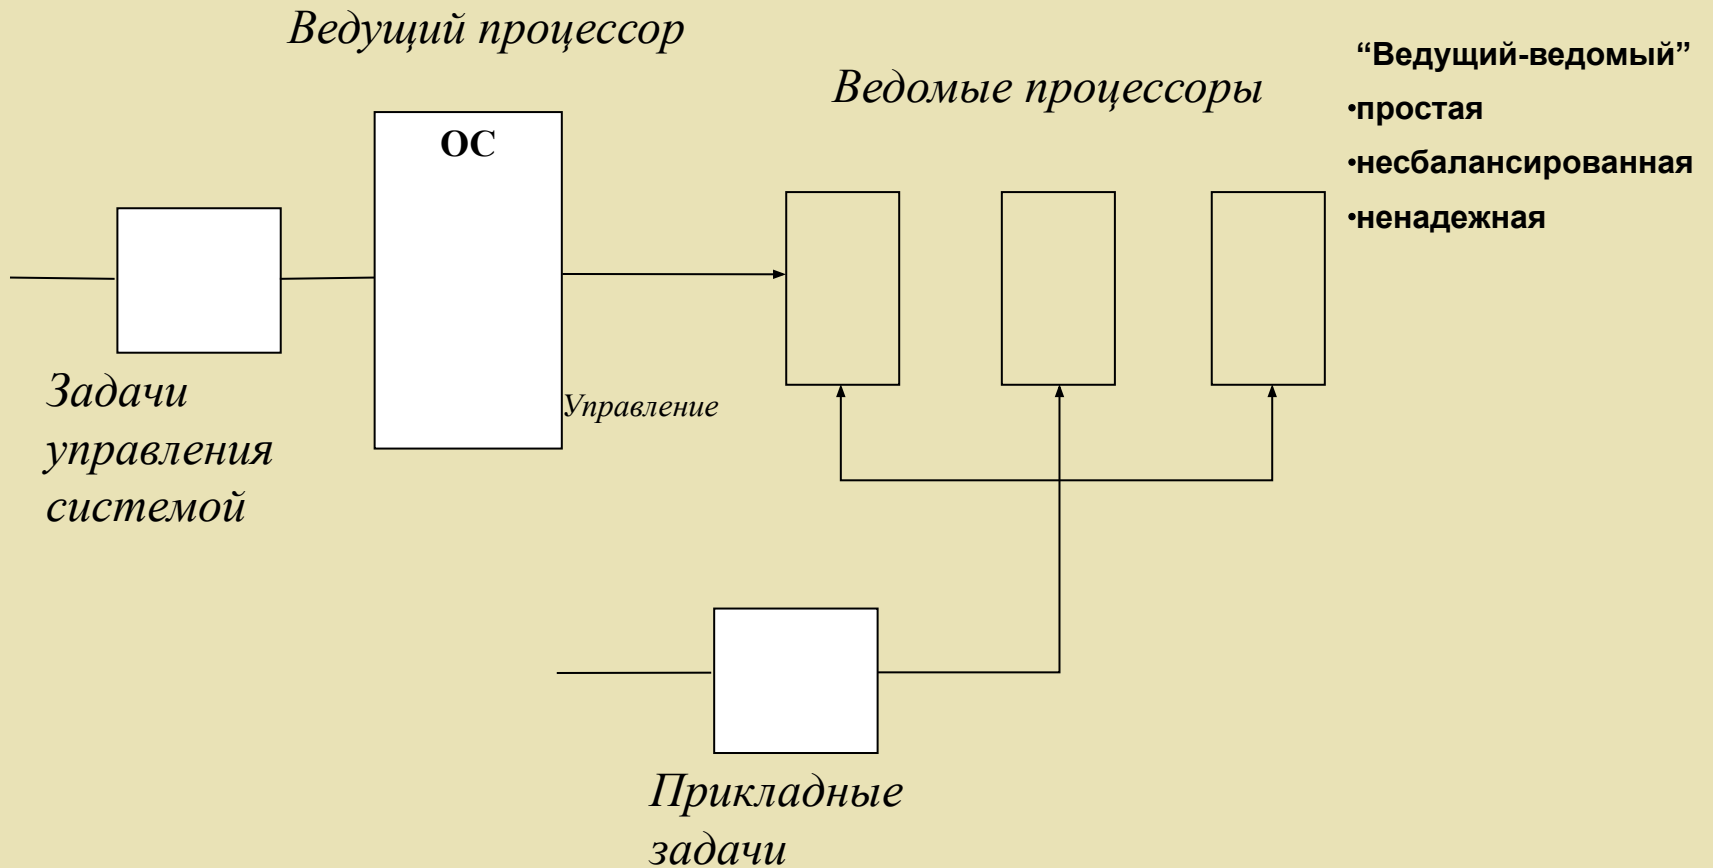 Ведущий процессор
Ведомые процессоры
“Ведущий-ведомый”
•простая
•несбалансированная
•ненадежная
ОС
Задачи
управления
системой
Управление
Прикладные
задачи